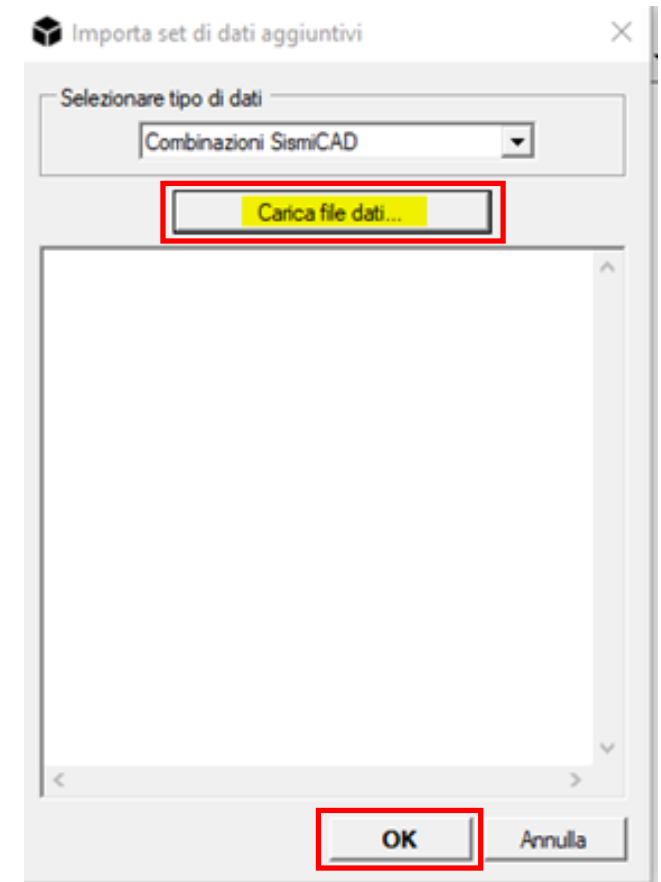 Importa set di dati aggiuntivi
Selezionare tipo di dati
Combinazioni SismiCAD
Carica file dati...
OK Annulla